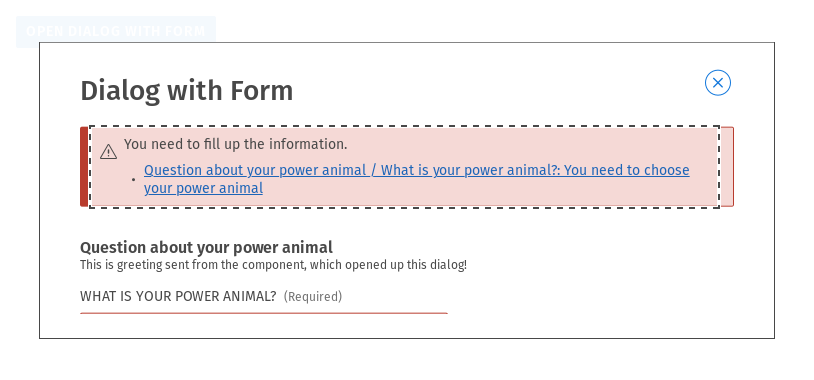 OPEN DIALOG WITH FORM
Dialog with Form
You need to fill up the information.
• Question about your power animal / What is your power animal?: You need to choose
your power animal
Question about your power animal
This is greeting sent from the component, which opened up this dialog!
WHAT IS YOUR POWER ANIMAL? (Required)